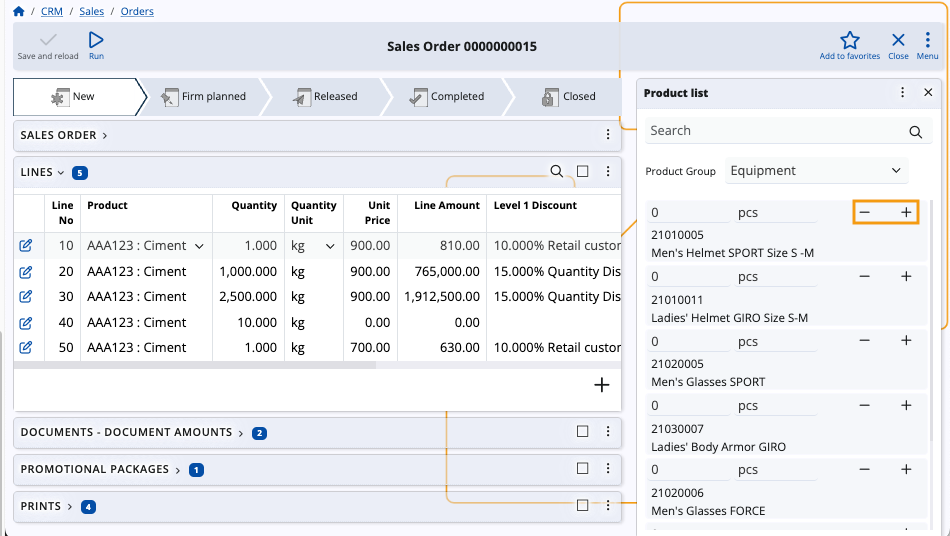 / CRM / Sales / Orders
Save and reload
Run
Sales Order 0000000015
Add to favorites
Close
Menu
New
Firm planned
Released
Completed
Closed
SALES ORDER
LINES 5
Line No Product Quantity Quantity Unit Unit Price Line Amount Level 1 Discount
10 AAA123 : Ciment 1.000 kg 900.00 810.00 10.000% Retail custor
20 AAA123 : Ciment 1,000.000 kg 900.00 765,000.00 15.000% Quantity Dis
30 AAA123 : Ciment 2,500.000 kg 900.00 1,912,500.00 15.000% Quantity Dis
40 AAA123 : Ciment 10.000 kg 0.00 0.00
50 AAA123 : Ciment 1.000 kg 700.00 630.00 10.000% Retail custor
DOCUMENTS - DOCUMENT AMOUNTS 2
PROMOTIONAL PACKAGES 1
PRINTS 4
Product list
Search
Product Group Equipment
0 pcs
21010005
Men's Helmet SPORT Size S -M
0 pcs
21010011
Ladies' Helmet GIRO Size S-M
0 pcs
21020005
Men's Glasses SPORT
0 pcs
21030007
Ladies' Body Armor GIRO
0 pcs
21020006
Men's Glasses FORCE